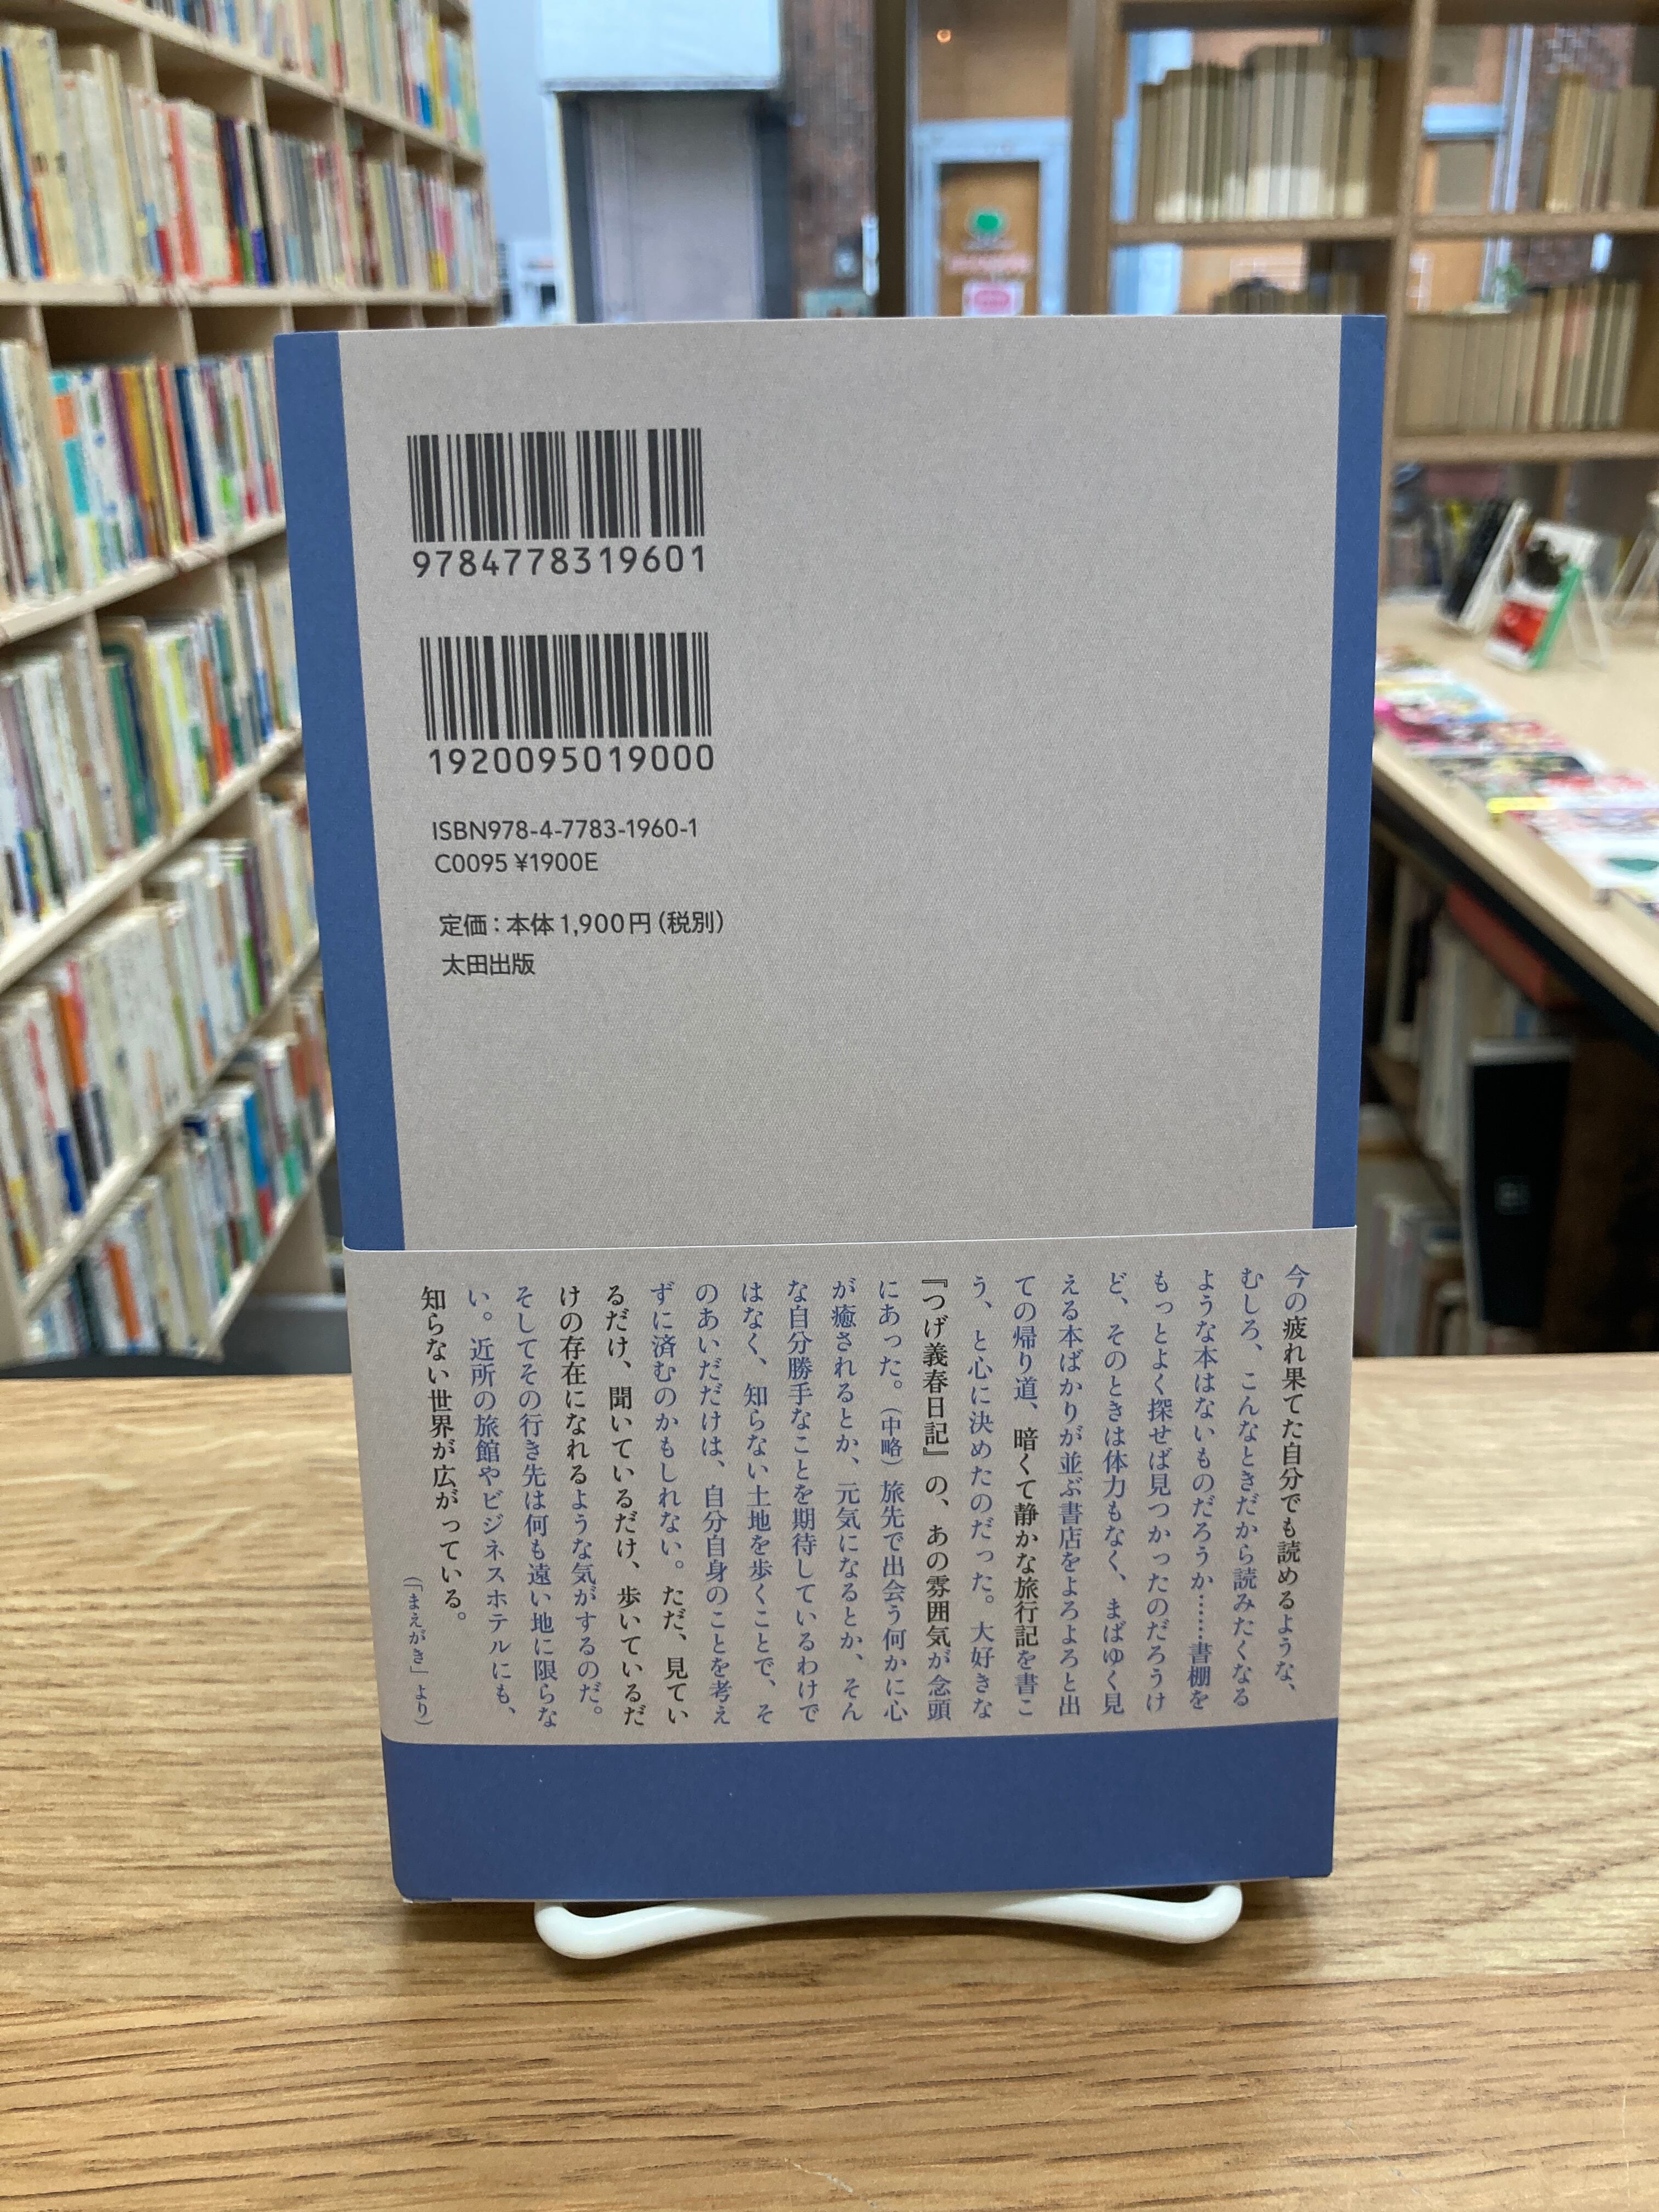 9784778319601
1920095019000
ISBN978-4-7783-1960-1
C0095 ¥1900E
定価：本体1,900円（税別）
太田出版
今の疲れ果てた自分でも読めるような、
むしろ、こんなときだから読みたくなる
ような本はないものだろうか……書棚を
もっとよく探せば見つかったのだろうけ
ど、そのときは体力もなく、まばゆく見
える本ばかりが並ぶ書店をよろよろと出
ての帰り道、暗くて静かな旅行記を書こ
う、と心に決めたのだった。大好きな
『つげ義春日記』の、あの雰囲気が念頭
にあった。（中略）旅先で出会う何かに心
が癒されるとか、元気になるとか、そん
な自分勝手なことを期待しているわけで
はなく、知らない土地を歩くことで、そ
のあいだだけは、自分自身のことを考え
ずに済むのかもしれない。ただ、見てい
るだけ、聞いているだけ、歩いているだ
けの存在になれるような気がするのだ。
そしてその行き先は何も遠い地に限らな
い。近所の旅館やビジネスホテルにも、
知らない世界が広がっている。
（「まえがき」より）